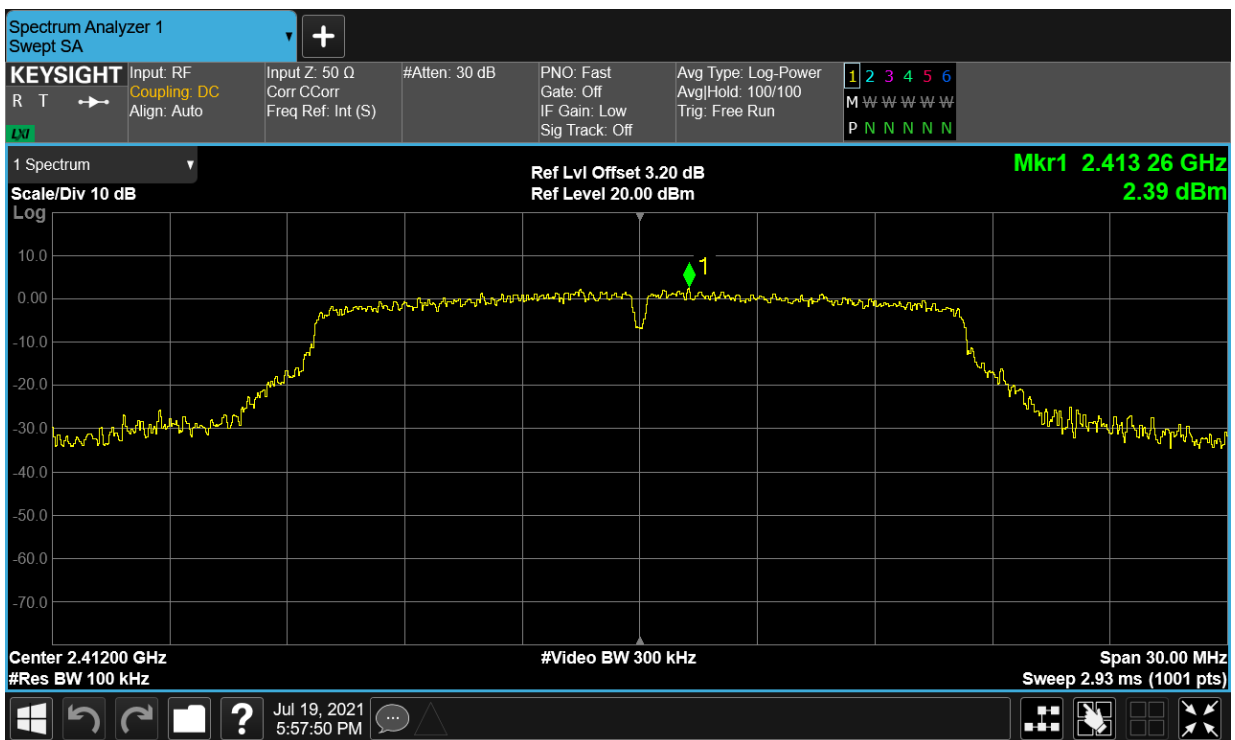 Spectrum Analyzer 1
Swept SA
KEYSIGHT
R T
LXI
Input: RF
Coupling: DC
Align: Auto
Input Z: 50 Ω
Corr CCorr
Freq Ref: Int (S)
#Atten: 30 dB
PNO: Fast
Gate: Off
IF Gain: Low
Sig Track: Off
Avg Type: Log-Power
Avg|Hold: 100/100
Trig: Free Run
1 2 3 4 5 6
M W W W W W
P N N N N N
1 Spectrum
Scale/Div 10 dB
Log
Ref Lvl Offset 3.20 dB
Ref Level 20.00 dBm
Mkr1 2.413 26 GHz
2.39 dBm
1
10.0
0.00
-10.0
-20.0
-30.0
-40.0
-50.0
-60.0
-70.0
Center 2.41200 GHz
#Res BW 100 kHz
#Video BW 300 kHz
Span 30.00 MHz
Sweep 2.93 ms (1001 pts)
?
Jul 19, 2021
5:57:50 PM